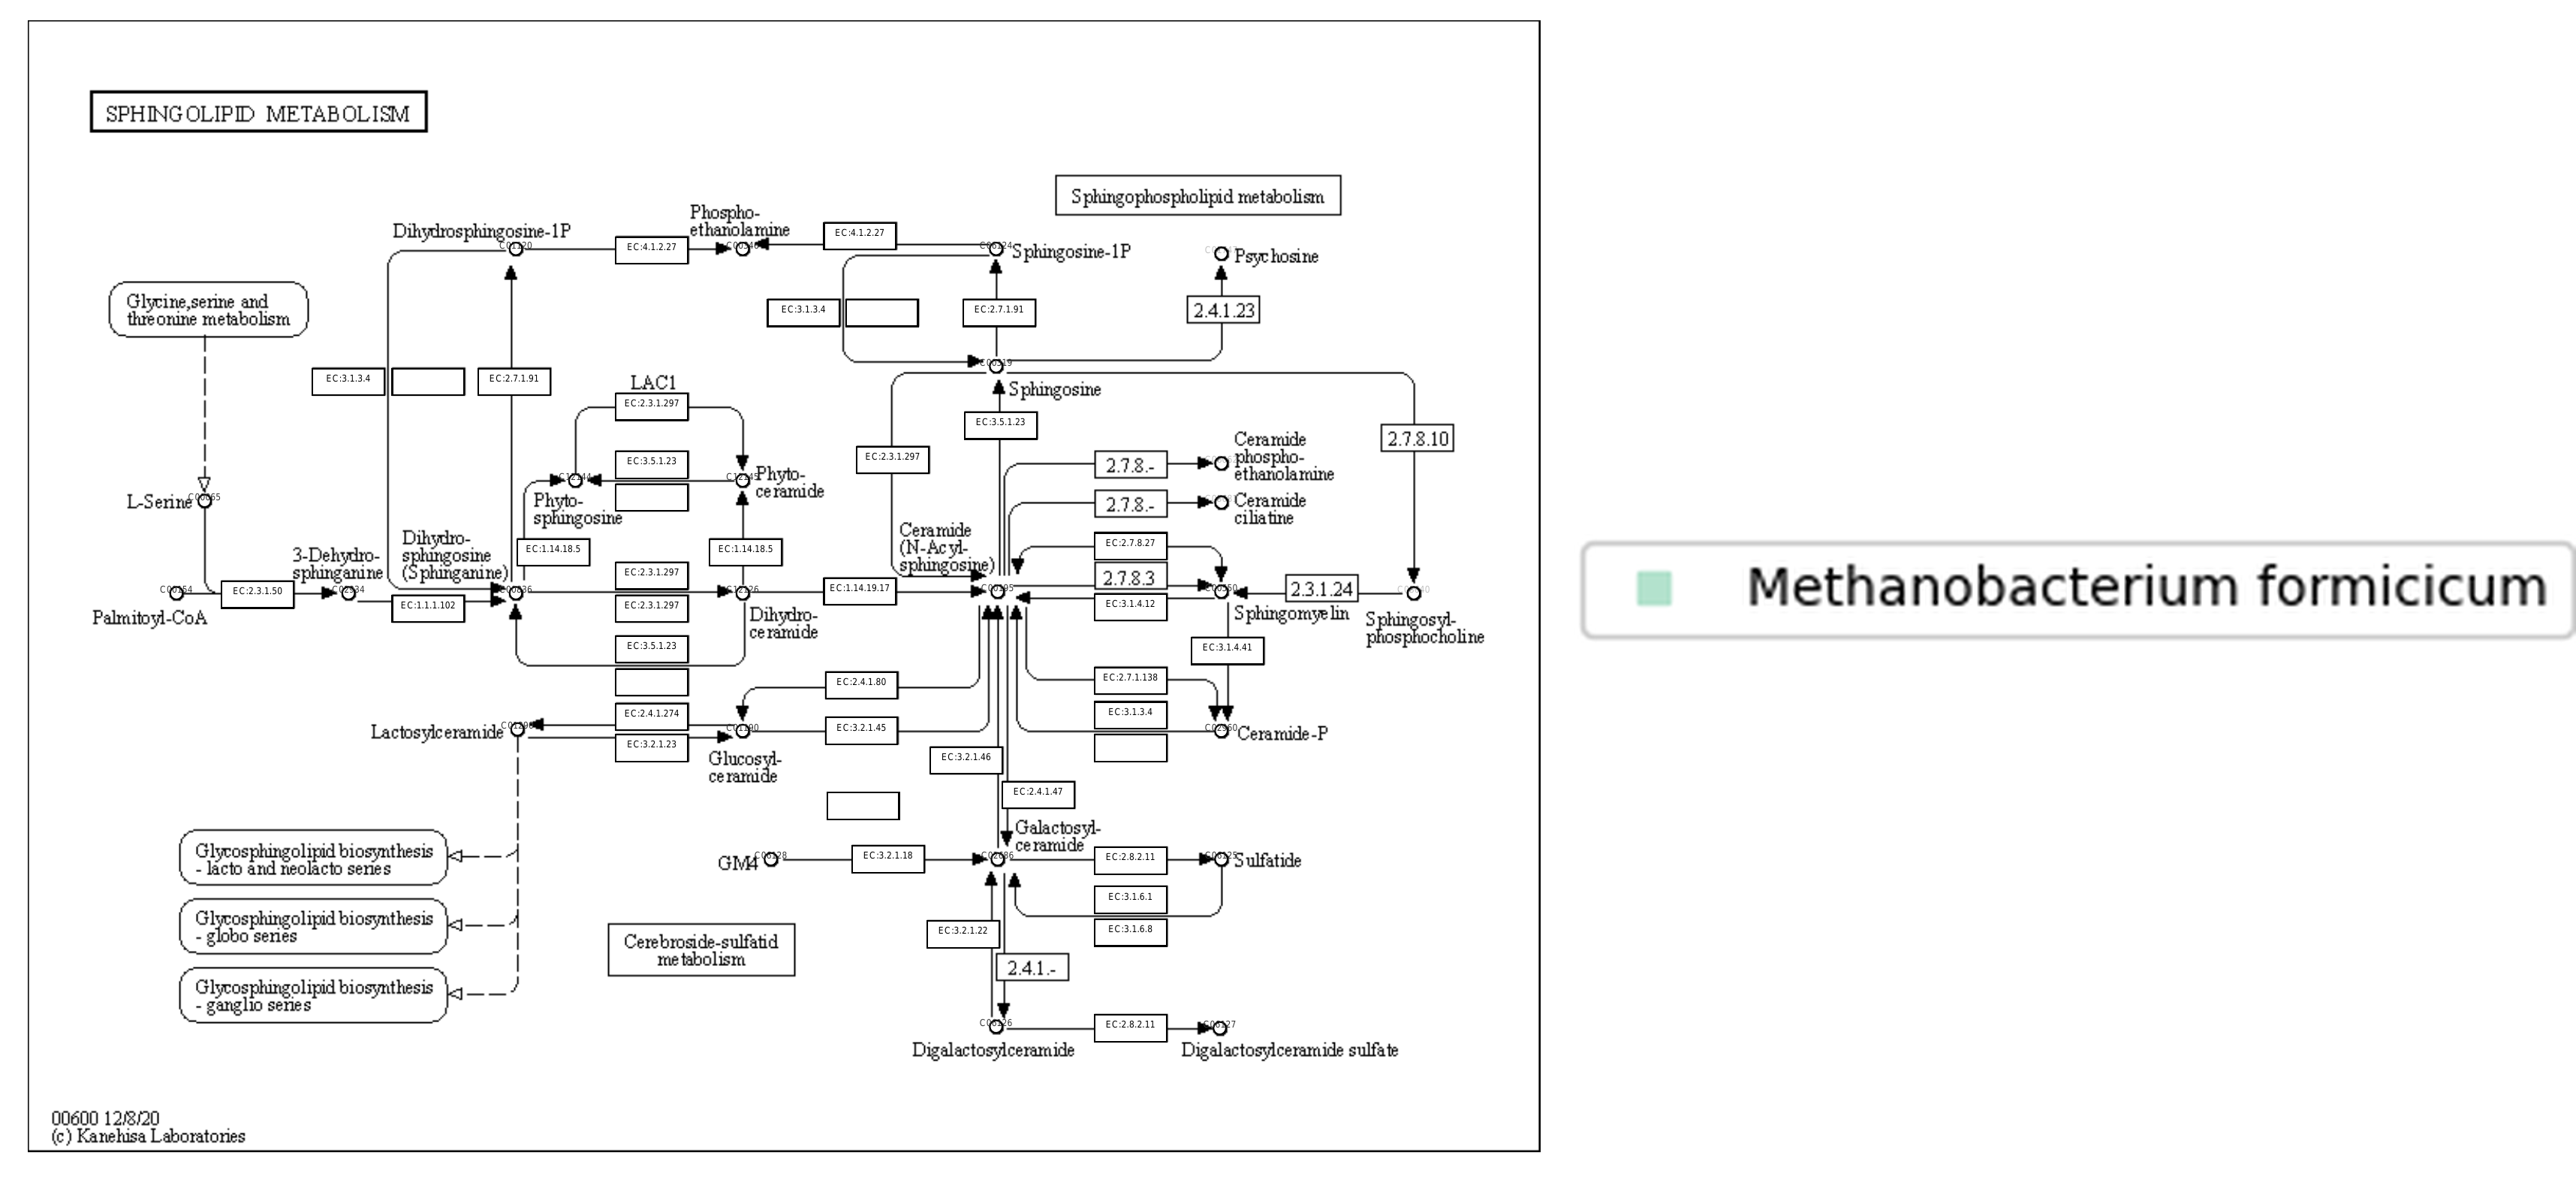 SPHINGOLIPID METABOLISM
Sphingophospholipid metabolism
Dihydrosphingosine-1P
Phospho-
ethanolamine
EC:4.1.2.27
EC:4.1.2.27
Sphingosine-1P
Psychosine
Glycine,serine and
threonine metabolism
EC:3.1.3.4
EC:2.7.1.91
2.4.1.23
EC:3.1.3.4
EC:2.7.1.91
LAC1
EC:2.3.1.297
Sphingosine
EC:3.5.1.23
2.7.8.10
EC:2.3.1.297
EC:3.5.1.23
Phyto-
ceramide
Phyto-
sphingosine
Ceramide
phospho-
ethanolamine
2.7.8.-
Ceramide
ciliatine
2.7.8.-
L-Serine
3-Dehydro-
sphinganine
Dihydro-
sphingosine
(Sphinganine)
EC:1.14.18.5
EC:1.14.18.5
Ceramide
(N-Acyl-
sphingosine)
EC:2.7.8.27
EC:2.3.1.297
2.7.8.3
Palmitoyl-CoA
EC:2.3.1.50
EC:1.1.1.102
EC:2.3.1.297
EC:1.14.19.17
EC:3.1.4.12
2.3.1.24
Dihydro-
ceramide
Sphingomyelin
Sphingosyl-
phosphocholine
Methanobacterium formicicum
EC:3.5.1.23
EC:3.1.4.41
EC:2.4.1.80
EC:2.7.1.138
EC:2.4.1.274
EC:3.1.3.4
Lactosylceramide
EC:3.2.1.23
EC:3.2.1.45
Ceramide-P
Glucosyl-
ceramide
EC:3.2.1.46
EC:2.4.1.47
Galactosyl-
ceramide
GM4
EC:3.2.1.18
EC:2.8.2.11
Sulfatide
Glycosphingolipid biosynthesis
- lacto and neolacto series
EC:3.1.6.1
Glycosphingolipid biosynthesis
- globo series
EC:3.2.1.22
EC:3.1.6.8
Cerebroside-sulfatid
metabolism
2.4.1.-
Glycosphingolipid biosynthesis
- ganglio series
EC:2.8.2.11
Digalactosylceramide
Digalactosylceramide sulfate
00600 12/8/20
(c) Kanehisa Laboratories